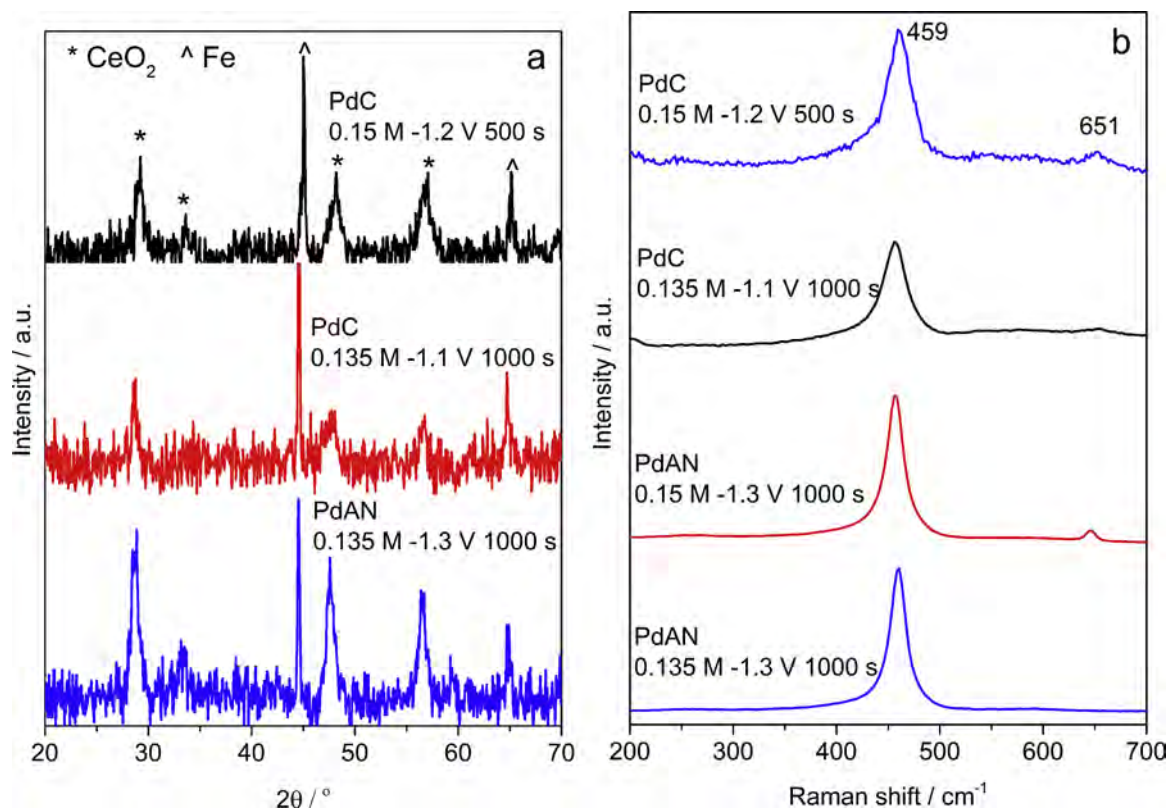 * CeO₂ ^ Fe
a
^
PdC
0.15 M -1.2 V 500 s
*
*
*
*
^
PdC
0.135 M -1.1 V 1000 s
PdAN
0.135 M -1.3 V 1000 s
Intensity / a.u.
20 30 40 50 60 70
2θ / °
b
459
PdC
0.15 M -1.2 V 500 s
651
PdC
0.135 M -1.1 V 1000 s
PdAN
0.15 M -1.3 V 1000 s
PdAN
0.135 M -1.3 V 1000 s
Intensity / a.u.
200 300 400 500 600 700
Raman shift / cm⁻¹